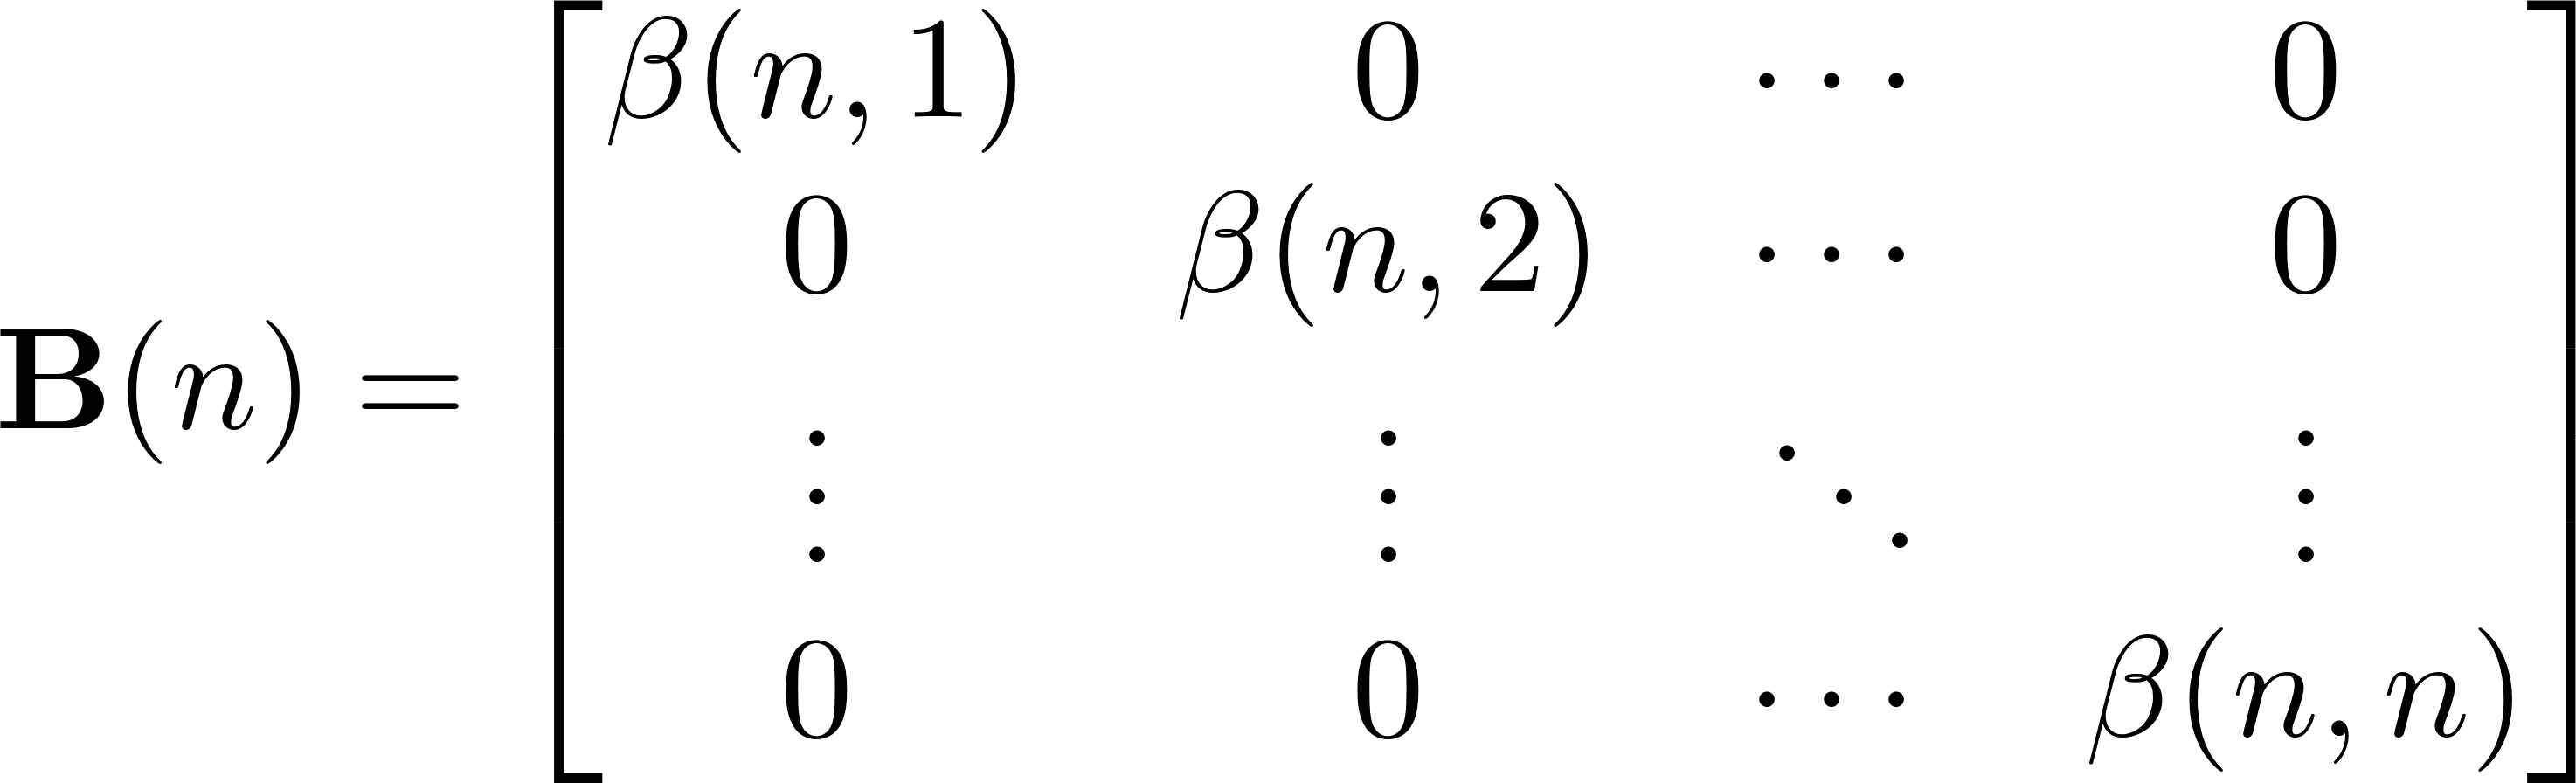 β(n, 1) 0 ⋯ 0
0 β(n, 2) ⋯ 0
B(n) =
⋮ ⋮ ⋱ ⋮
0 0 ⋯ β(n, n)